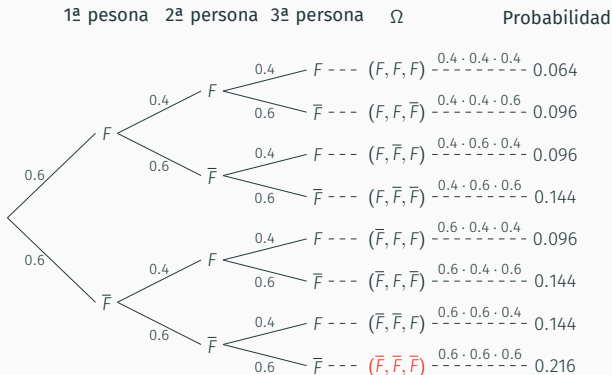 1ª pesona 2ª persona 3ª persona Ω Probabilidad
0.4 F (F, F, F) 0.4 · 0.4 · 0.4 0.064
0.4 F
0.6 F̅ (F, F, F̅) 0.4 · 0.4 · 0.6 0.096
F
0.4 F (F, F̅, F) 0.4 · 0.6 · 0.4 0.096
0.6 0.6 F̅
0.6 F̅ (F, F̅, F̅) 0.4 · 0.6 · 0.6 0.144
0.4 F (F̅, F, F) 0.6 · 0.4 · 0.4 0.096
0.6 0.4 F
0.6 F̅ (F̅, F, F̅) 0.6 · 0.4 · 0.6 0.144
F̅
0.4 F (F̅, F̅, F) 0.6 · 0.6 · 0.4 0.144
0.6 F̅
0.6 F̅ (F̅, F̅, F̅) 0.6 · 0.6 · 0.6 0.216